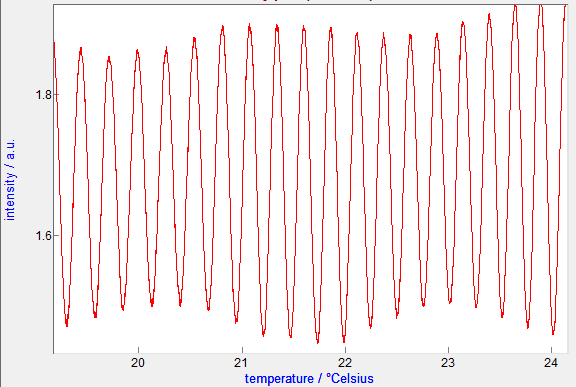 1.8
1.6
intensity / a.u.
20 21 22 23 24
temperature / °Celsius